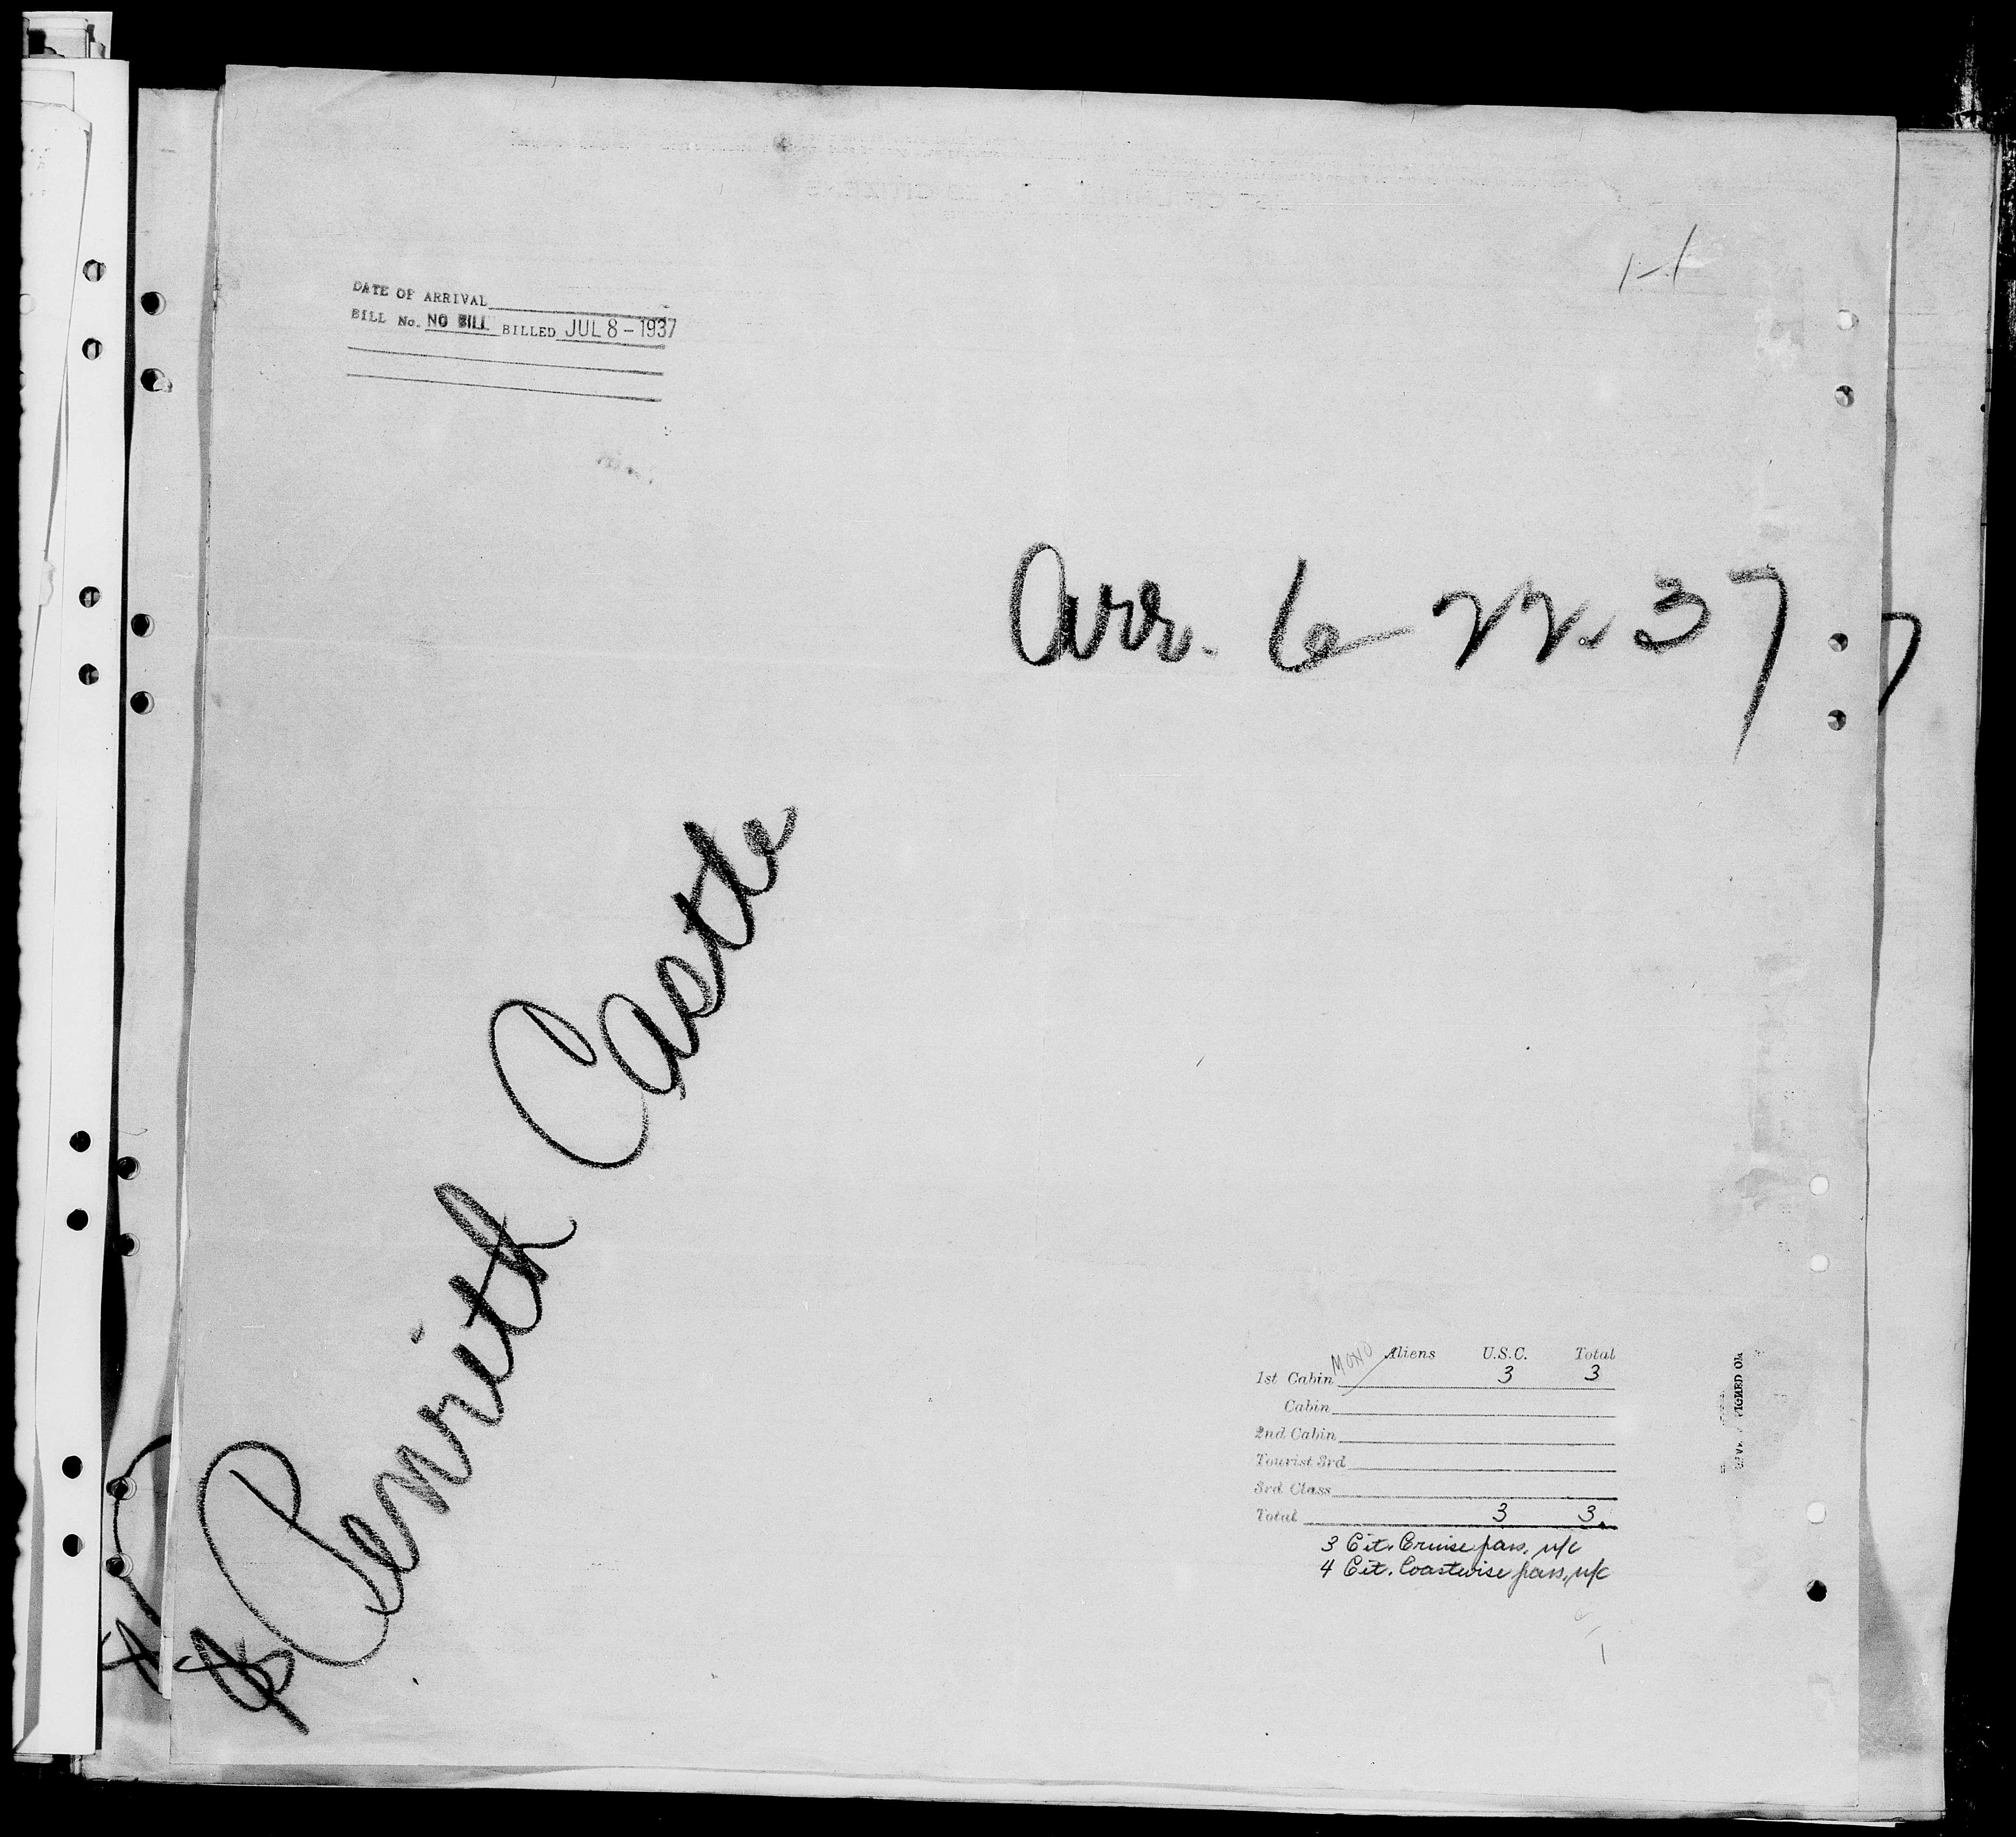 1-1
DATE OF ARRIVAL
BILL No. NO BILL BILLED JUL 8-1937
Arr. 6-22-37
Penrith Castle
MOHO Aliens U.S.C. Total
1st Cabin 3 3
Cabin
2nd Cabin
Tourist 3rd
3rd Class
Total 3 3.
3 Cit. Cruise pass, u/c
4 Cit. Coastwise pass, u/c